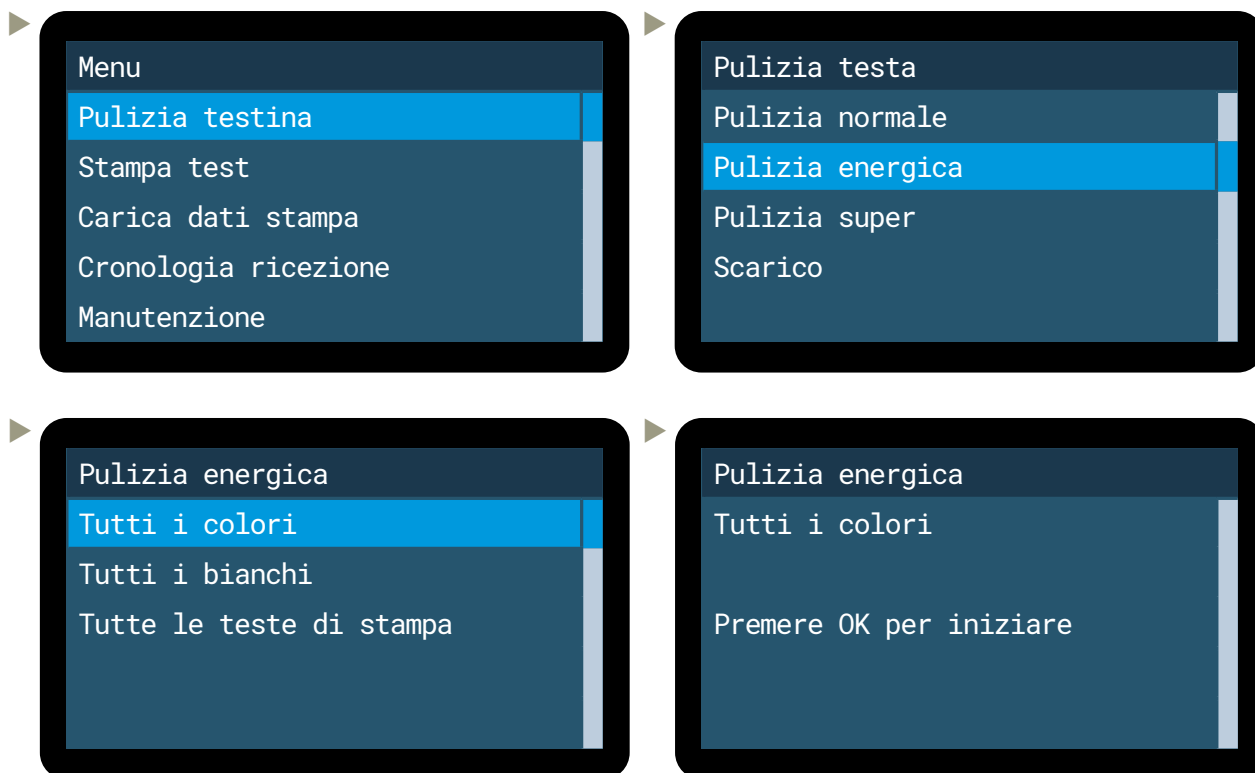 Menu
Pulizia testina
Stampa test
Carica dati stampa
Cronologia ricezione
Manutenzione
Pulizia testa
Pulizia normale
Pulizia energica
Pulizia super
Scarico
Pulizia energica
Tutti i colori
Tutti i bianchi
Tutte le teste di stampa
Pulizia energica
Tutti i colori
Premere OK per iniziare